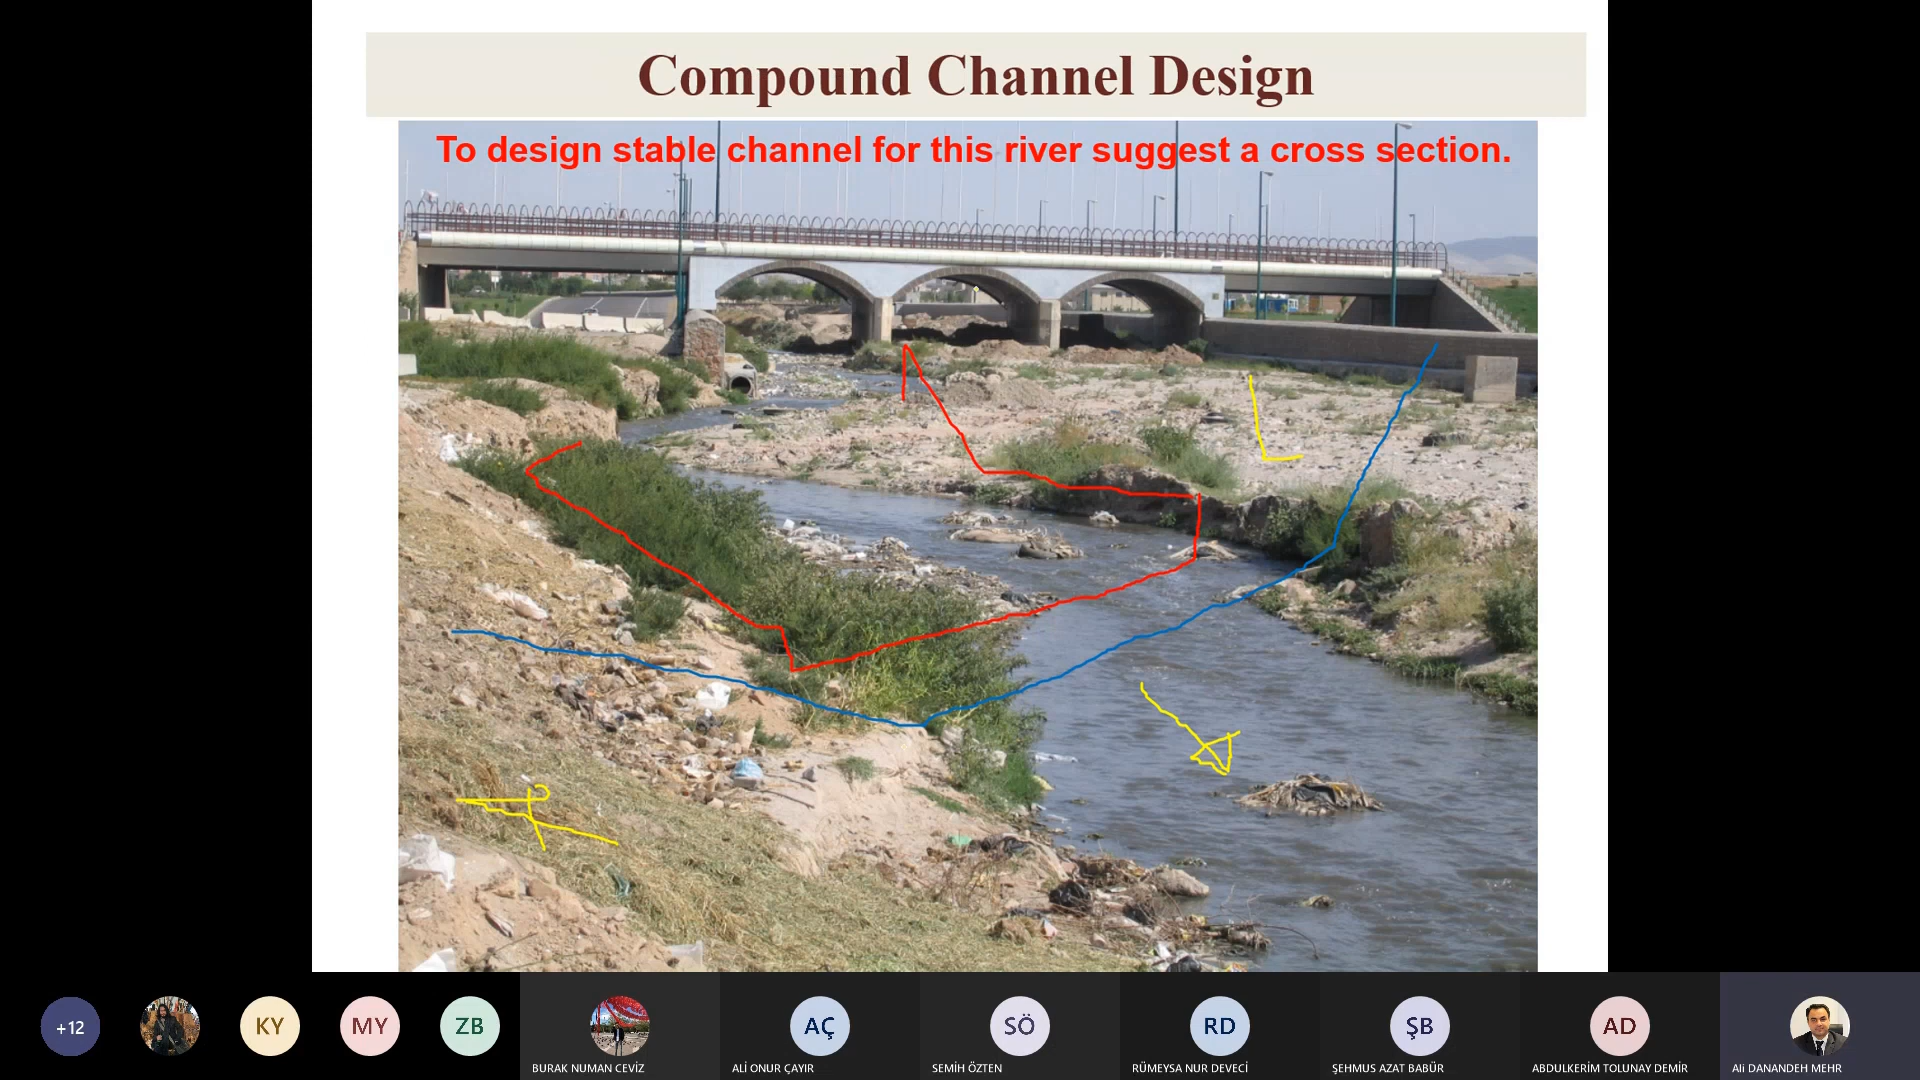 Compound Channel Design
To design stable channel for this river suggest a cross section.
L
+12
KY
MY
ZB
AÇ
SÖ
RD
ŞB
AD
BURAK NUMAN CEVİZ
ALİ ONUR ÇAYIR
SEMİH ÖZTEN
RÜMEYSA NUR DEVECİ
ŞEHMUS AZAT BABÜR
ABDULKERİM TOLUNAY DEMİR
Ali DANANDEH MEHR